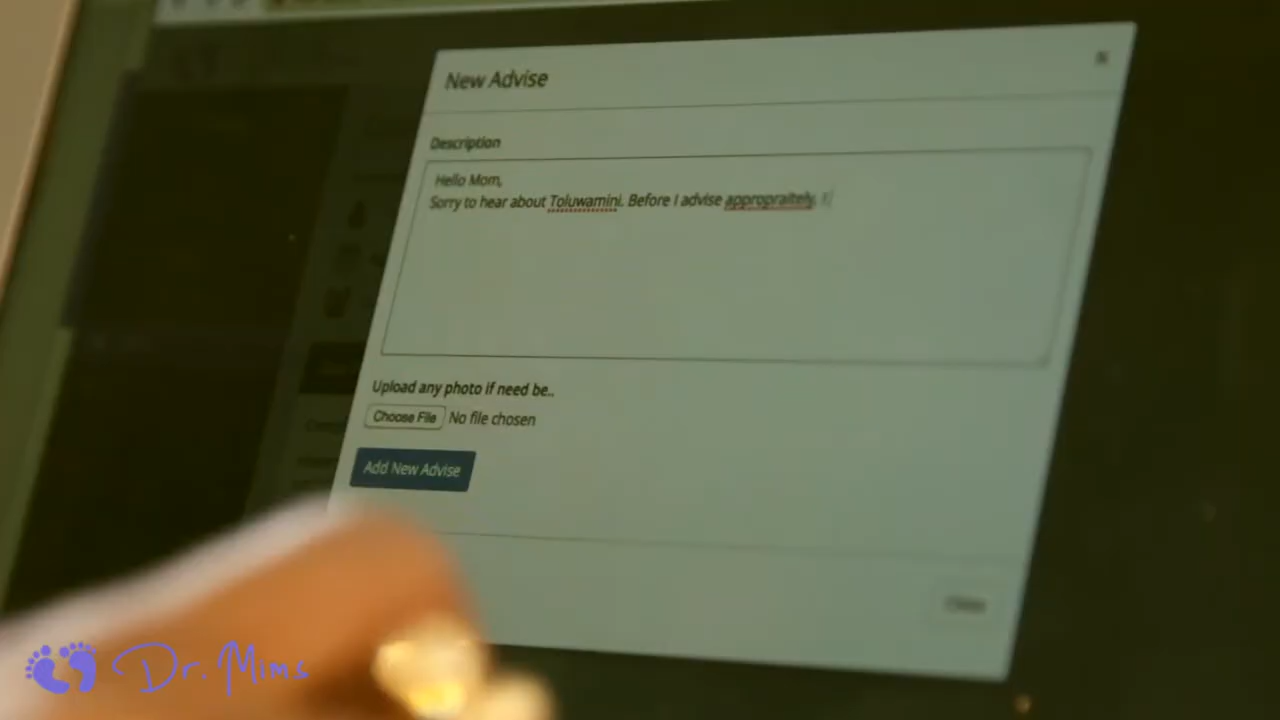 New Advise
Description
Hello Mom,
Sorry to hear about Toluwamini. Before I advise appropraitely, I
Upload any photo if need be..
Choose File No file chosen
Add New Advise
Close
Dr. Mims